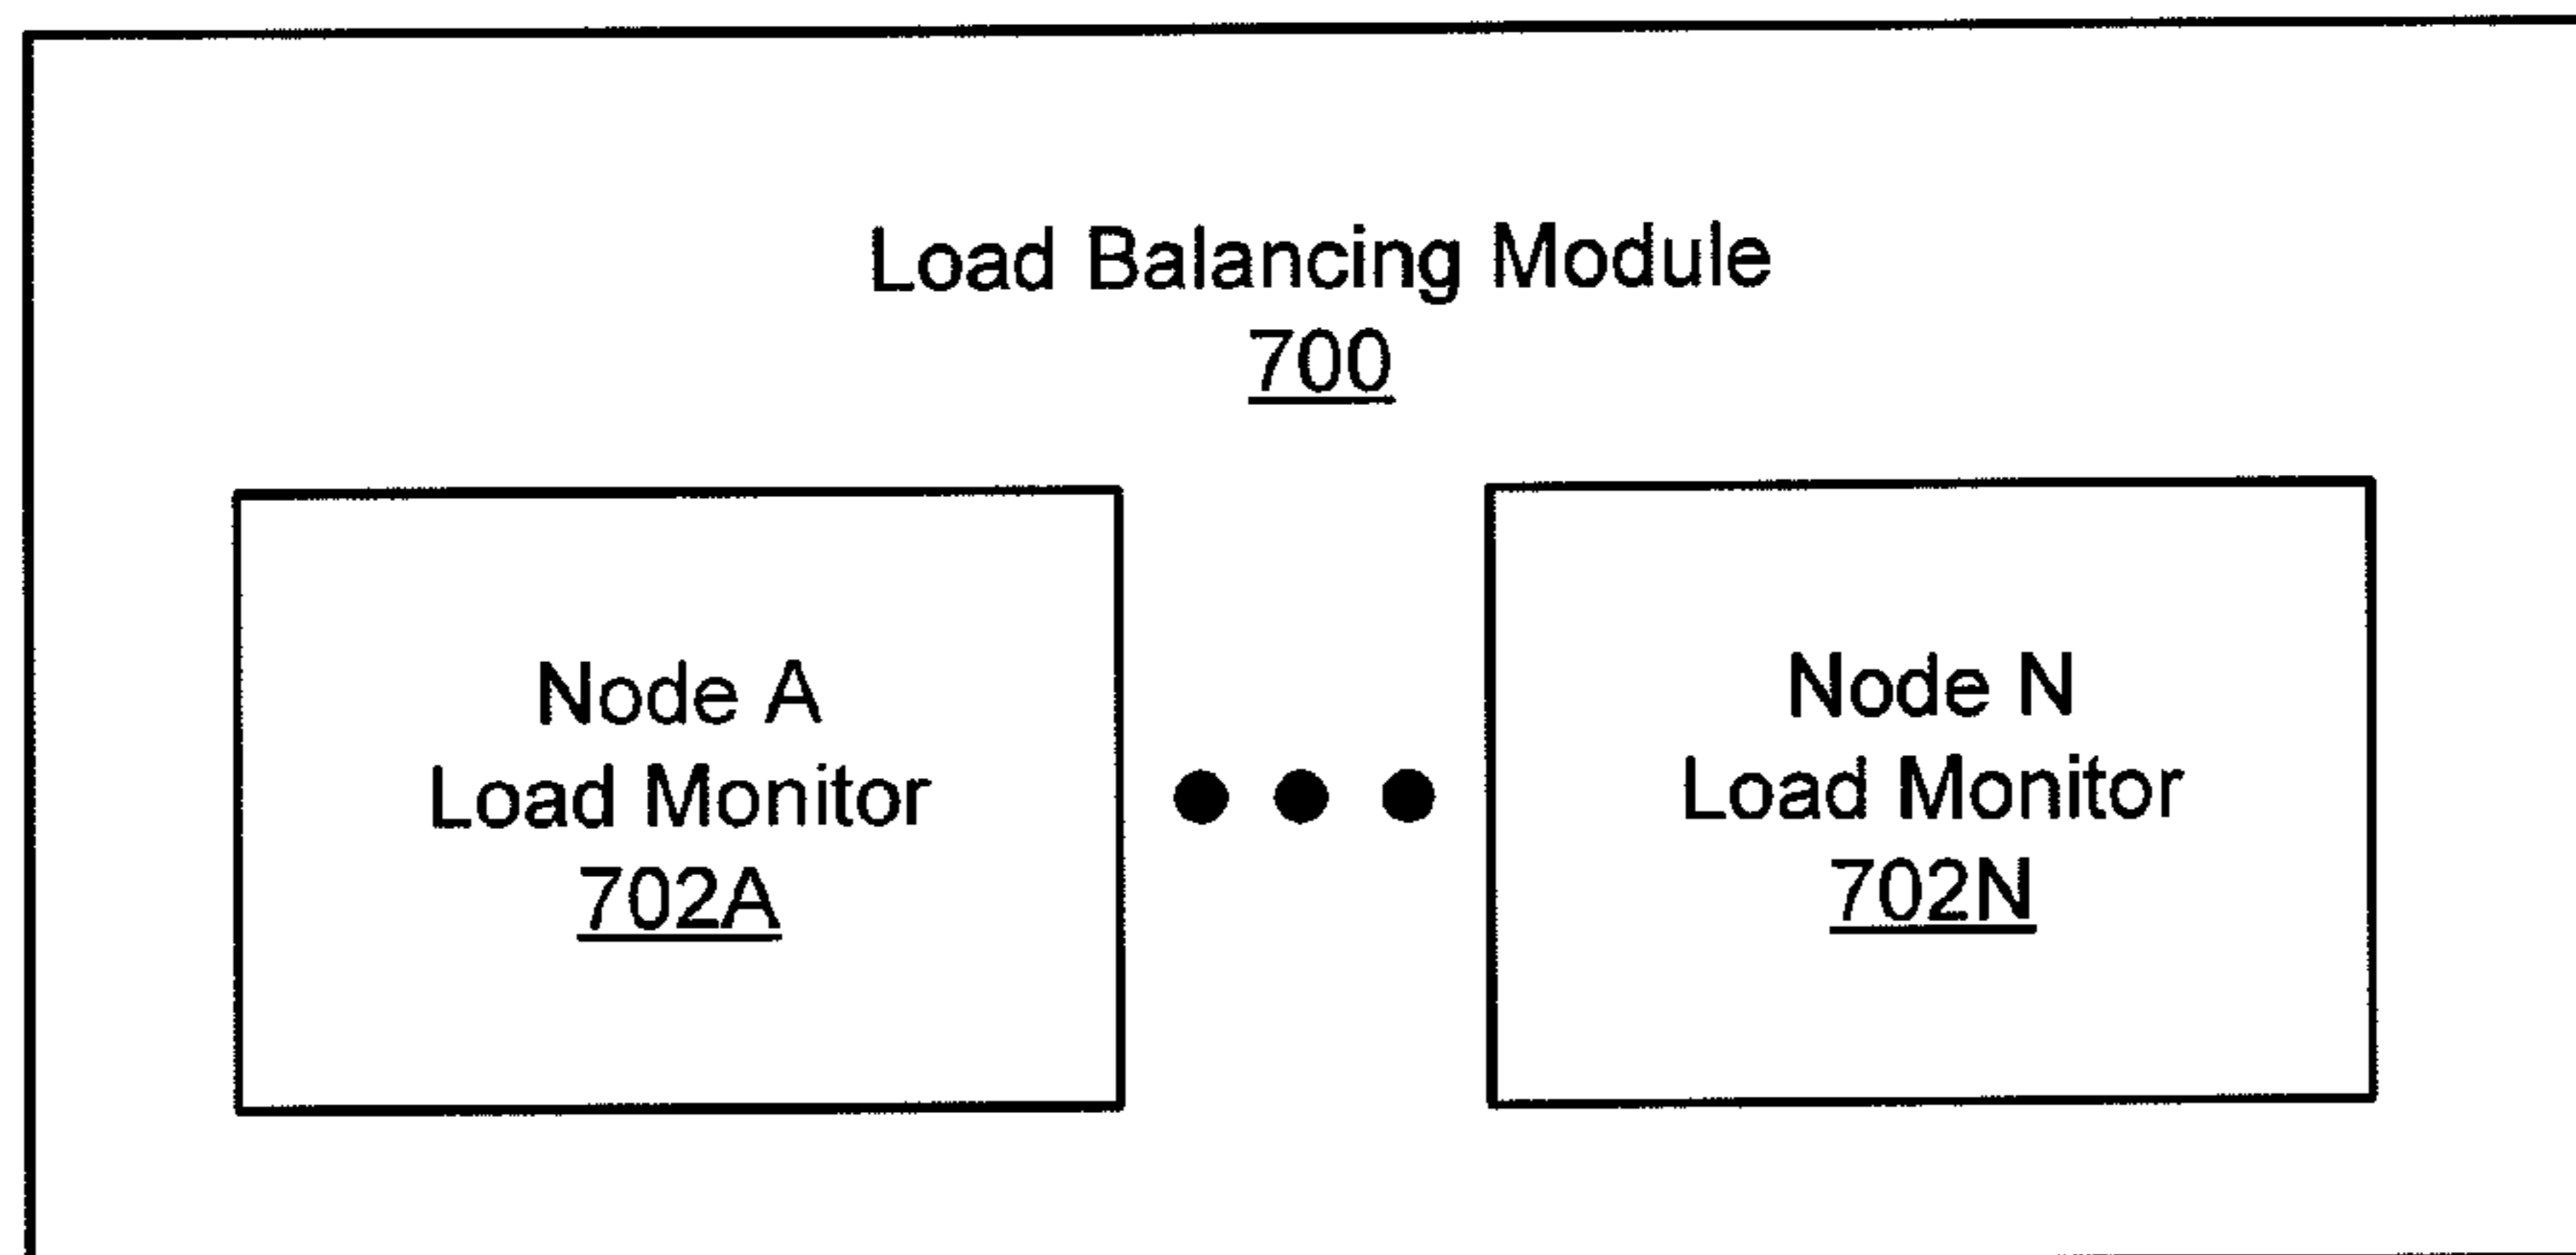 Load Balancing Module
700
Node A
Load Monitor
702A
Node N
Load Monitor
702N